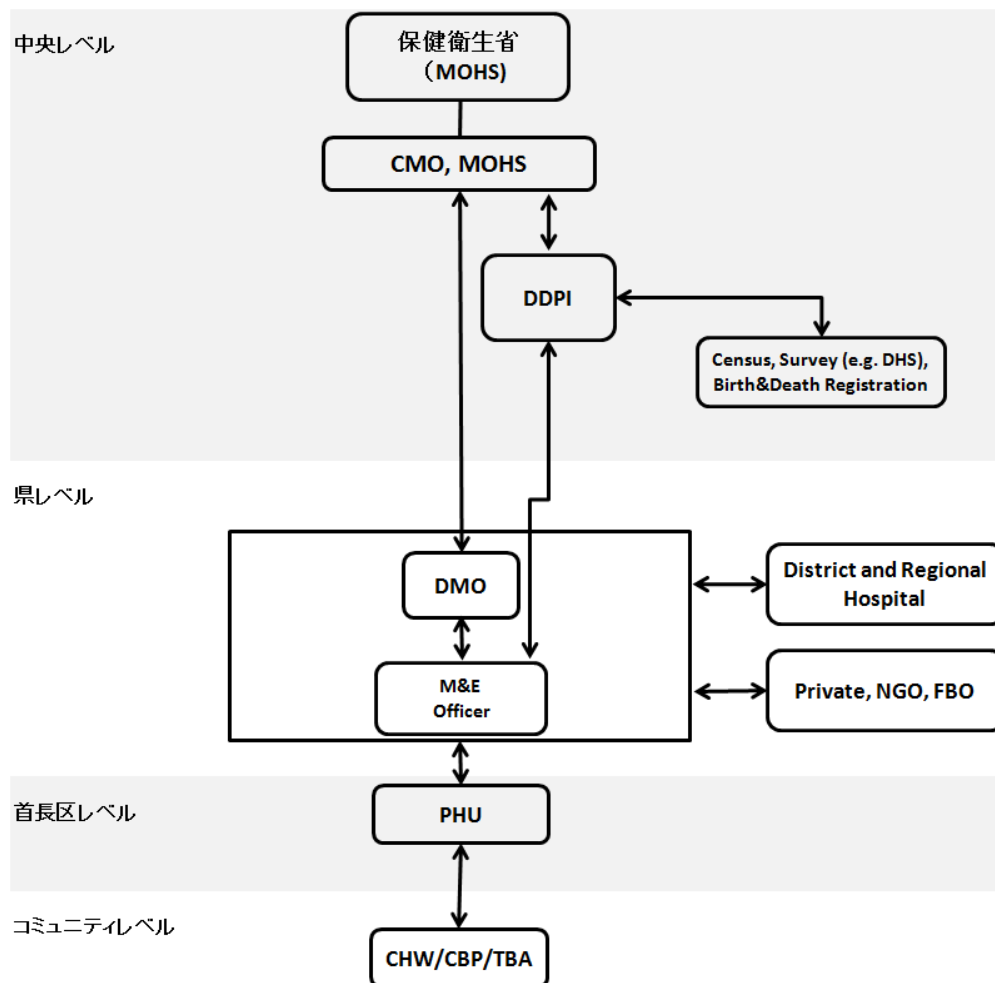 中央レベル
保健衛生省
（MOHS)
CMO, MOHS
DDPI
Census, Survey (e.g. DHS),
Birth&Death Registration
県レベル
DMO
District and Regional
Hospital
M&E
Officer
Private, NGO, FBO
首長区レベル
PHU
コミュニティレベル
CHW/CBP/TBA